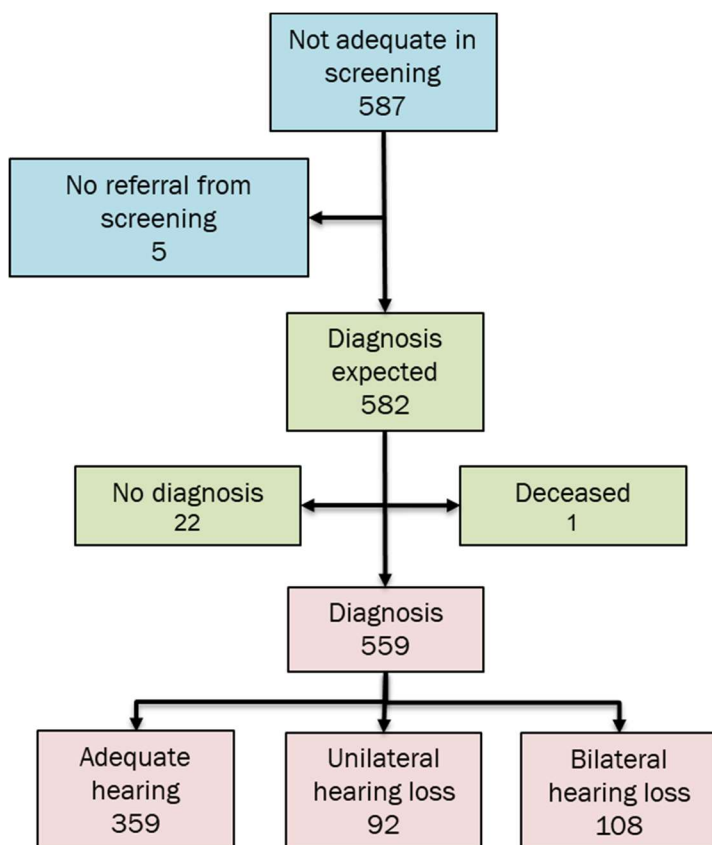 Not adequate in
screening
587
No referral from
screening
5
Diagnosis
expected
582
No diagnosis
22
Deceased
1
Diagnosis
559
Adequate
hearing
359
Unilateral
hearing loss
92
Bilateral
hearing loss
108